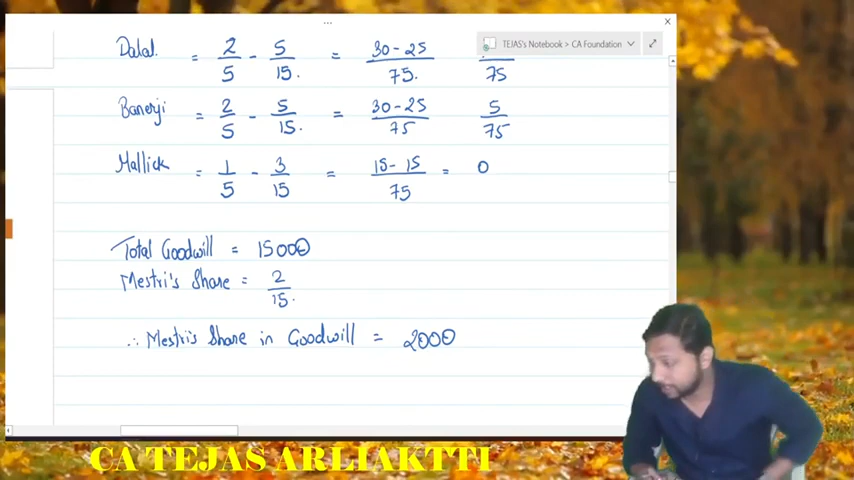 TEJAS's Notebook > CA Foundation
Dalal = 2/5 - 5/15 = 30-25/75 /75
Banerji = 2/5 - 5/15 = 30-25/75 5/75
Mallick = 1/5 - 3/15 = 15-15/75 = 0
Total Goodwill = 15000
Mestri's Share = 2/15
∴ Mestri's Share in Goodwill = 2000
CA TEJAS ARLIAKTTI